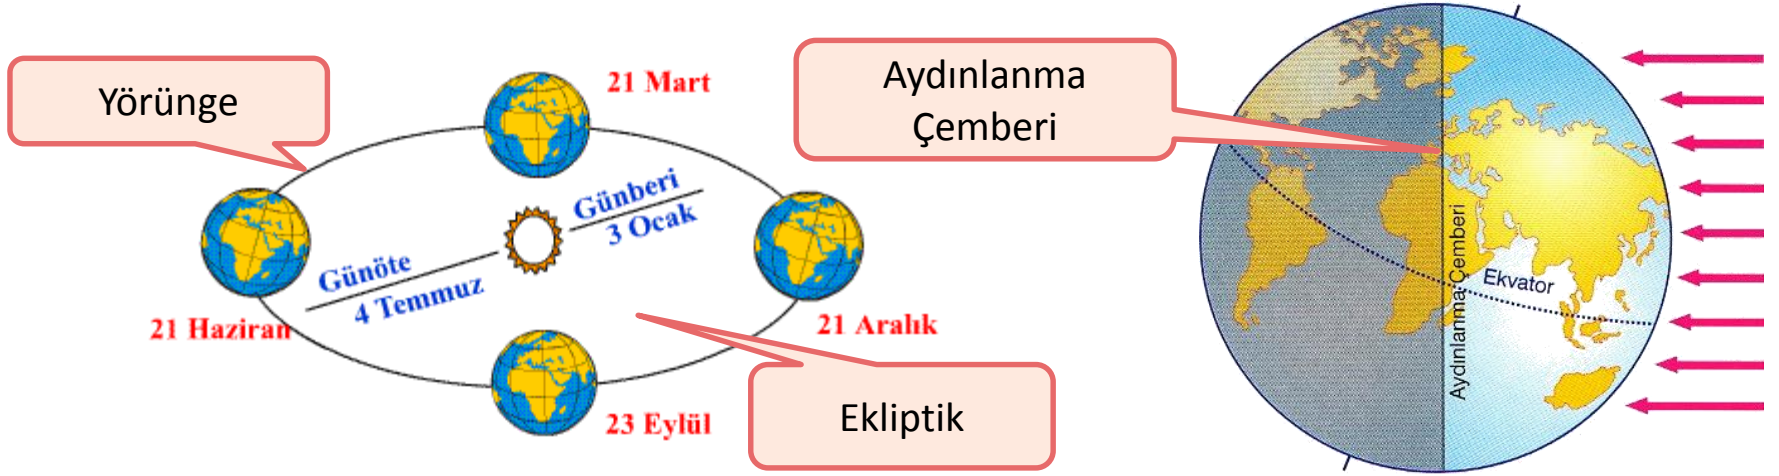 Yörünge
21 Mart
Günberi
3 Ocak
Günöte
4 Temmuz
21 Haziran
21 Aralık
23 Eylül
Ekliptik
Aydınlanma
Çemberi
Aydınlanma Çemberi
Ekvator